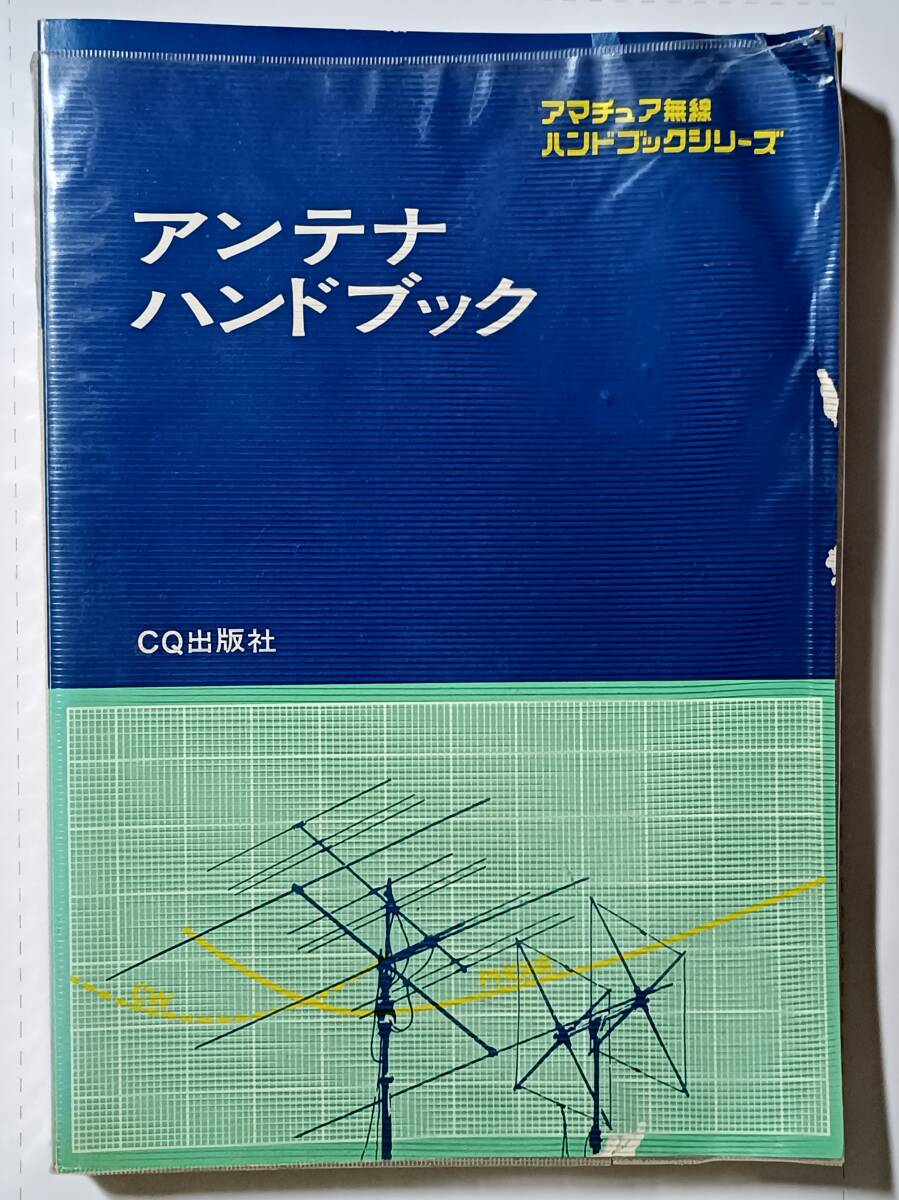 アマチュア無線
ハンドブックシリーズ
アンテナ
ハンドブック
CQ出版社
CW